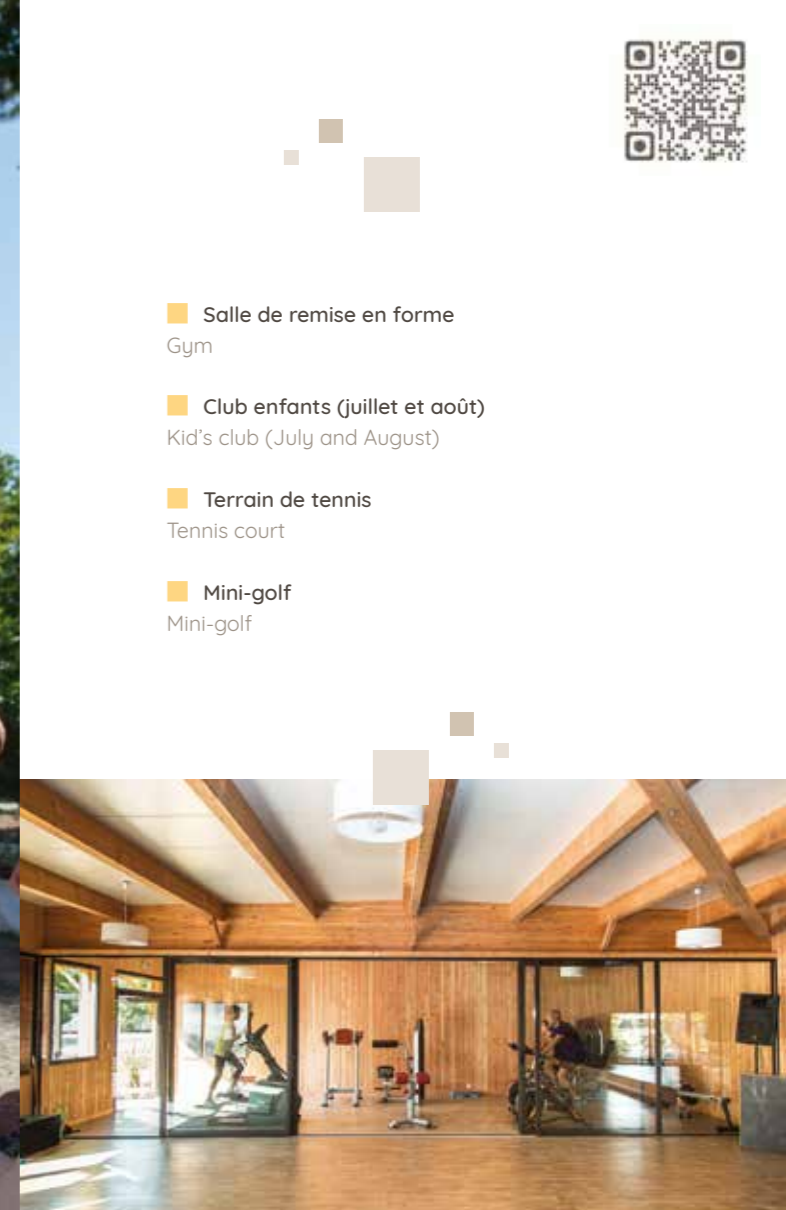 Salle de remise en forme
Gym
Club enfants (juillet et août)
Kid's club (July and August)
Terrain de tennis
Tennis court
Mini-golf
Mini-golf